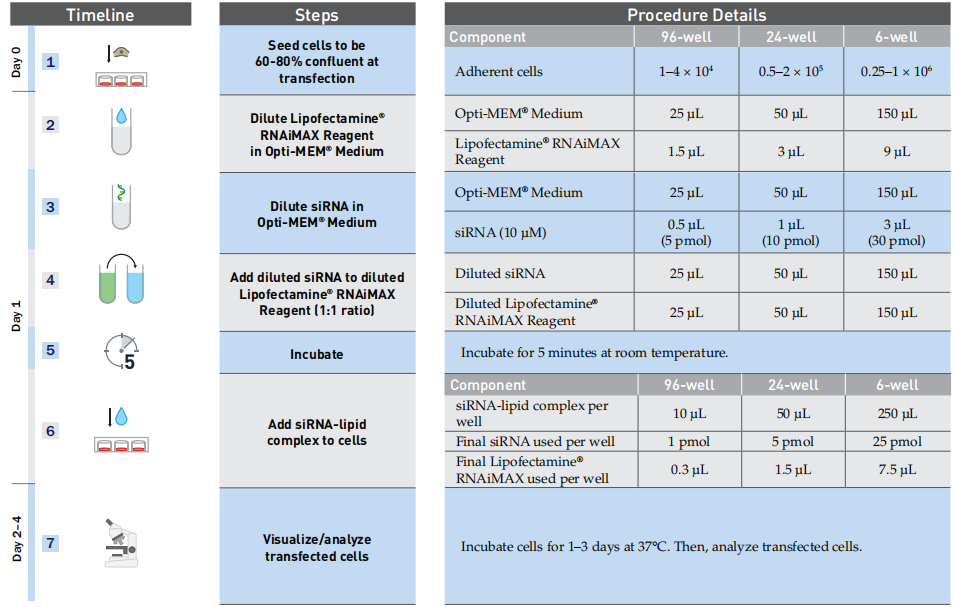 Timeline
Steps
Procedure Details
Day 0
1
Seed cells to be
60-80% confluent at
transfection
Component 96-well 24-well 6-well
Adherent cells 1–4 × 10⁴ 0.5–2 × 10⁵ 0.25–1 × 10⁶
Day 1
2
Dilute Lipofectamine®
RNAiMAX Reagent
in Opti-MEM® Medium
Opti-MEM® Medium 25 µL 50 µL 150 µL
Lipofectamine® RNAiMAX
Reagent 1.5 µL 3 µL 9 µL
3
Dilute siRNA in
Opti-MEM® Medium
Opti-MEM® Medium 25 µL 50 µL 150 µL
siRNA (10 µM) 0.5 µL 1 µL 3 µL
(5 pmol) (10 pmol) (30 pmol)
4
Add diluted siRNA to diluted
Lipofectamine® RNAiMAX
Reagent (1:1 ratio)
Diluted siRNA 25 µL 50 µL 150 µL
Diluted Lipofectamine®
RNAiMAX Reagent 25 µL 50 µL 150 µL
5
5
Incubate
Incubate for 5 minutes at room temperature.
6
Add siRNA-lipid
complex to cells
Component 96-well 24-well 6-well
siRNA-lipid complex per
well 10 µL 50 µL 250 µL
Final siRNA used per well 1 pmol 5 pmol 25 pmol
Final Lipofectamine®
RNAiMAX used per well 0.3 µL 1.5 µL 7.5 µL
Day 2–4
7
Visualize/analyze
transfected cells
Incubate cells for 1–3 days at 37°C. Then, analyze transfected cells.